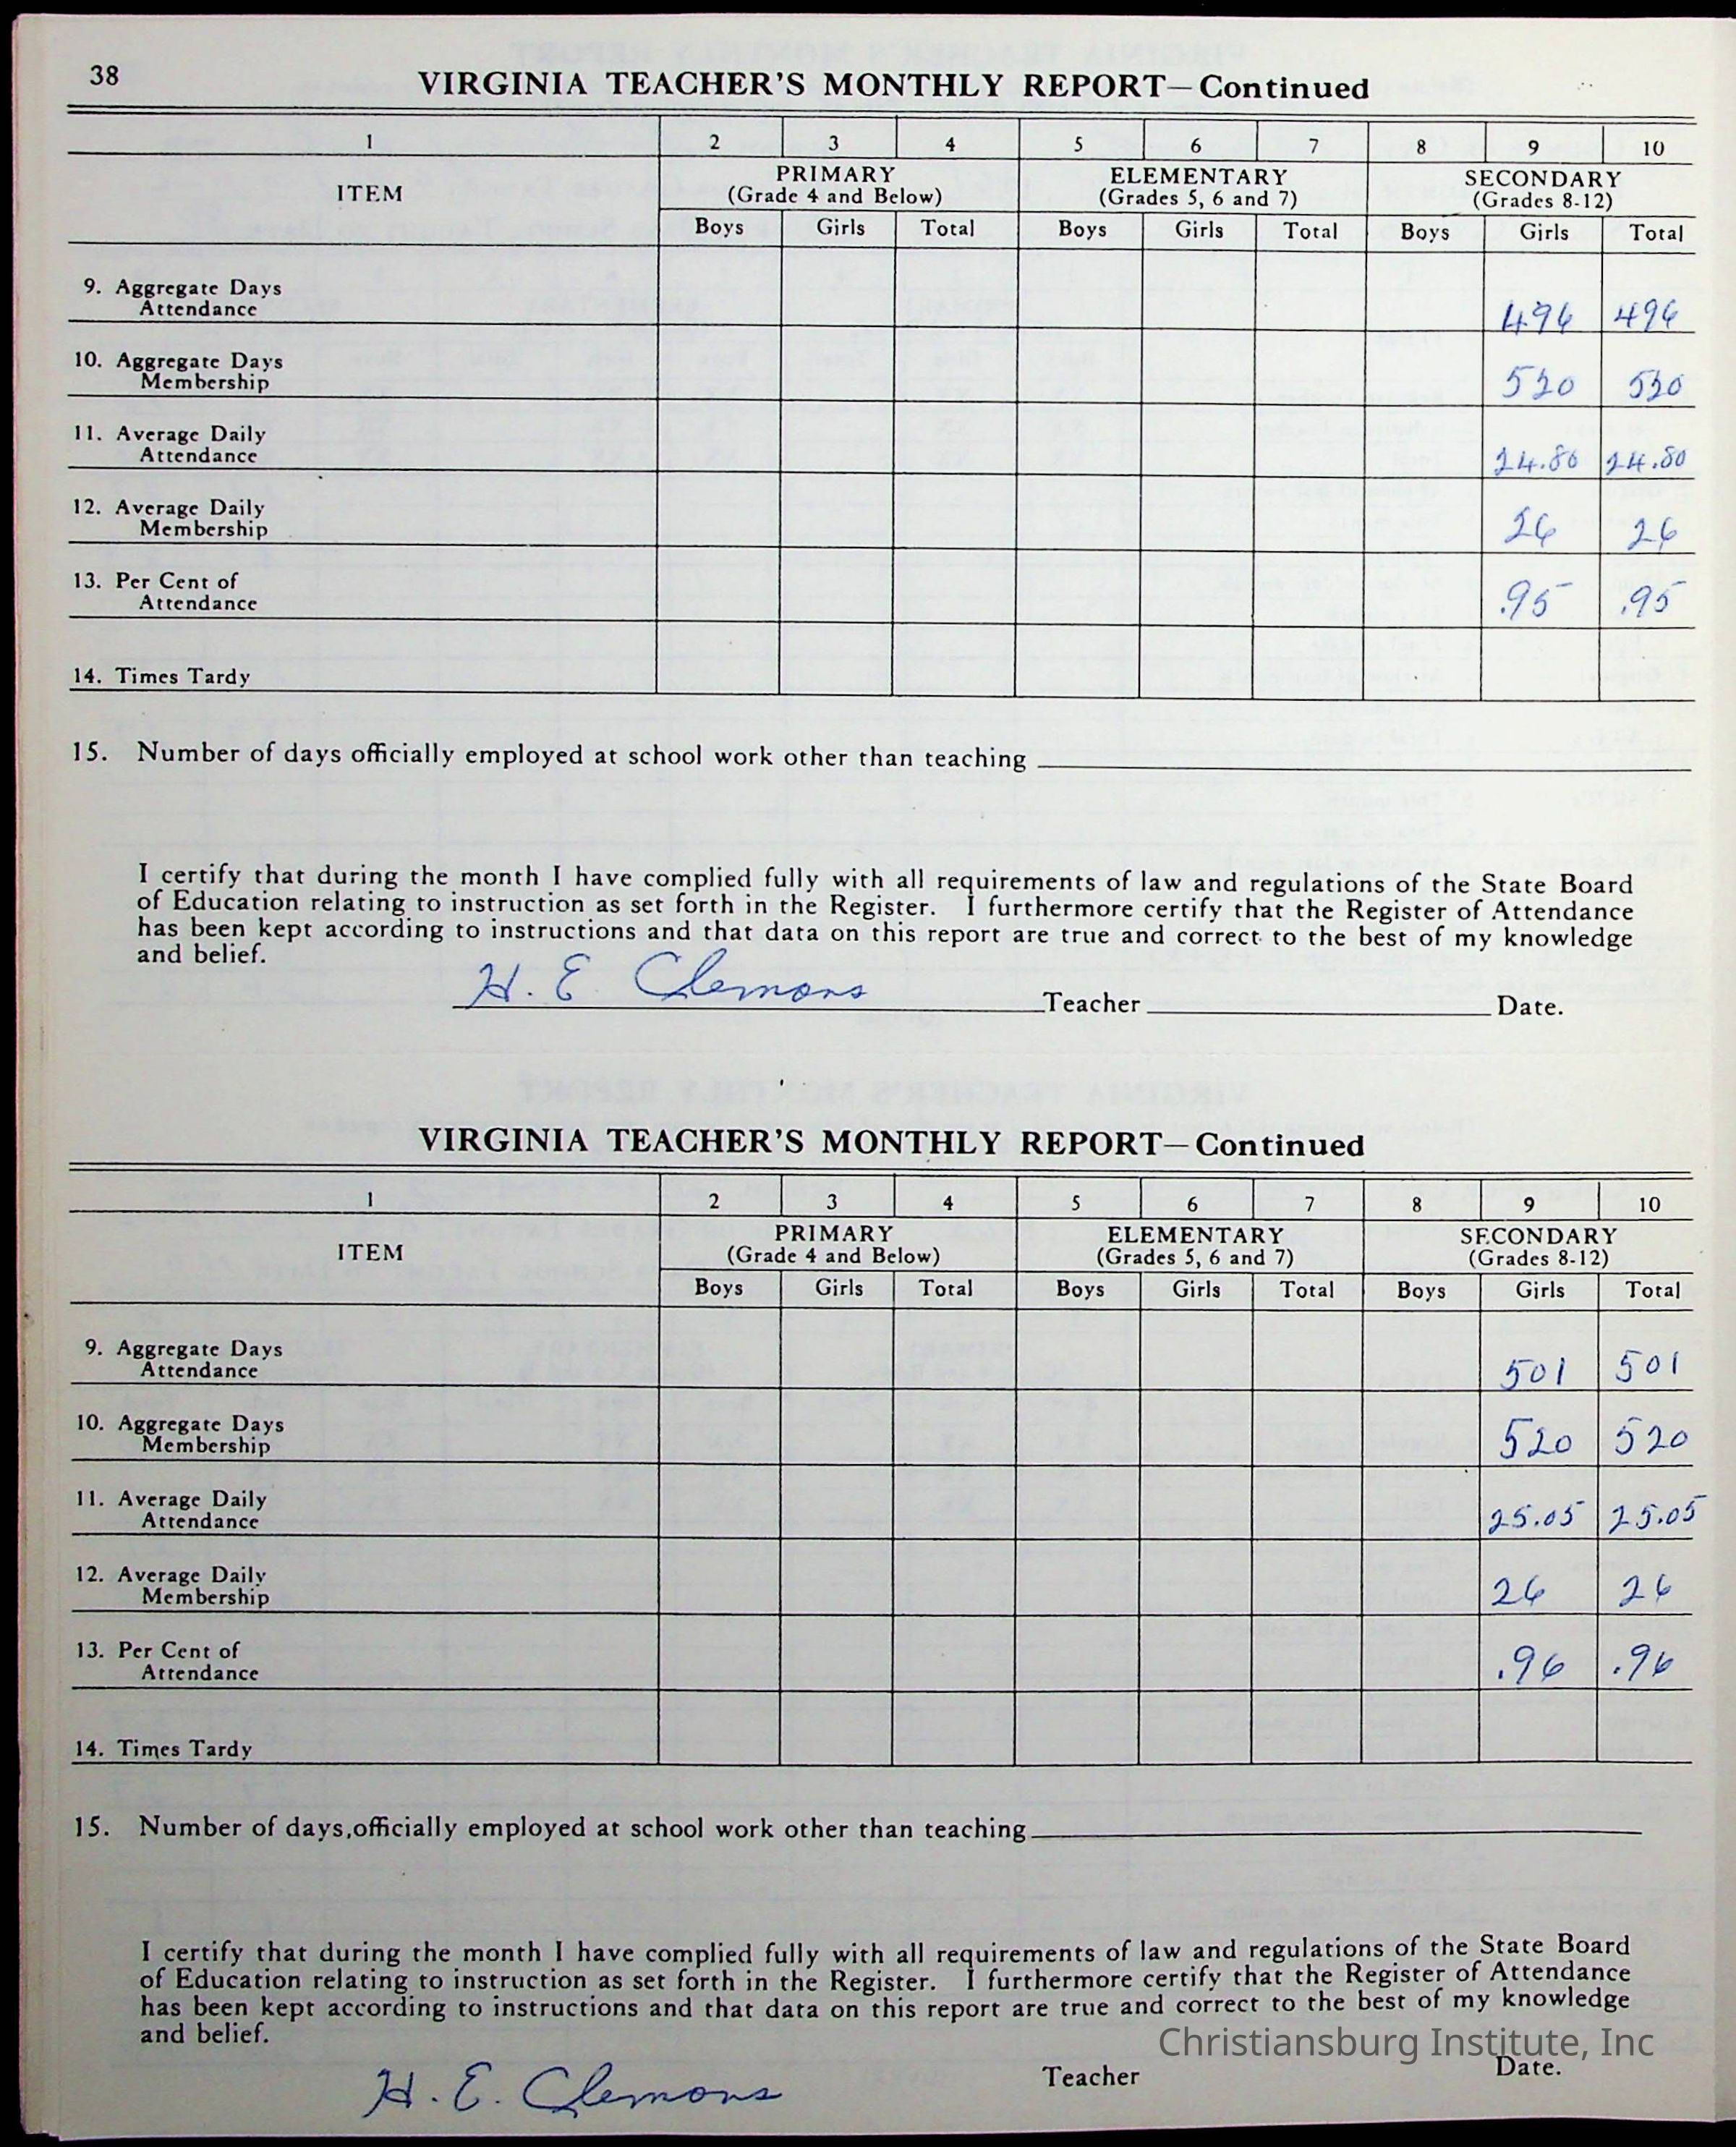 38
VIRGINIA TEACHER'S MONTHLY REPORT—Continued
1 2 3 4 5 6 7 8 9 10
ITEM PRIMARY (Grade 4 and Below) ELEMENTARY (Grades 5, 6 and 7) SECONDARY (Grades 8-12)
Boys Girls Total Boys Girls Total Boys Girls Total
9. Aggregate Days
Attendance 496 496
10. Aggregate Days
Membership 520 520
11. Average Daily
Attendance 24.80 24.80
12. Average Daily
Membership 26 26
13. Per Cent of
Attendance .95 .95
14. Times Tardy
15. Number of days officially employed at school work other than teaching
I certify that during the month I have complied fully with all requirements of law and regulations of the State Board
of Education relating to instruction as set forth in the Register. I furthermore certify that the Register of Attendance
has been kept according to instructions and that data on this report are true and correct to the best of my knowledge
and belief.
H. E Clemons Teacher Date.
VIRGINIA TEACHER'S MONTHLY REPORT—Continued
1 2 3 4 5 6 7 8 9 10
ITEM PRIMARY (Grade 4 and Below) ELEMENTARY (Grades 5, 6 and 7) SECONDARY (Grades 8-12)
Boys Girls Total Boys Girls Total Boys Girls Total
9. Aggregate Days
Attendance 501 501
10. Aggregate Days
Membership 520 520
11. Average Daily
Attendance 25.05 25.05
12. Average Daily
Membership 26 26
13. Per Cent of
Attendance .96 .96
14. Times Tardy
15. Number of days officially employed at school work other than teaching
I certify that during the month I have complied fully with all requirements of law and regulations of the State Board
of Education relating to instruction as set forth in the Register. I furthermore certify that the Register of Attendance
has been kept according to instructions and that data on this report are true and correct to the best of my knowledge
and belief.
Christiansburg Institute, Inc
H. E. Clemons Teacher Date.